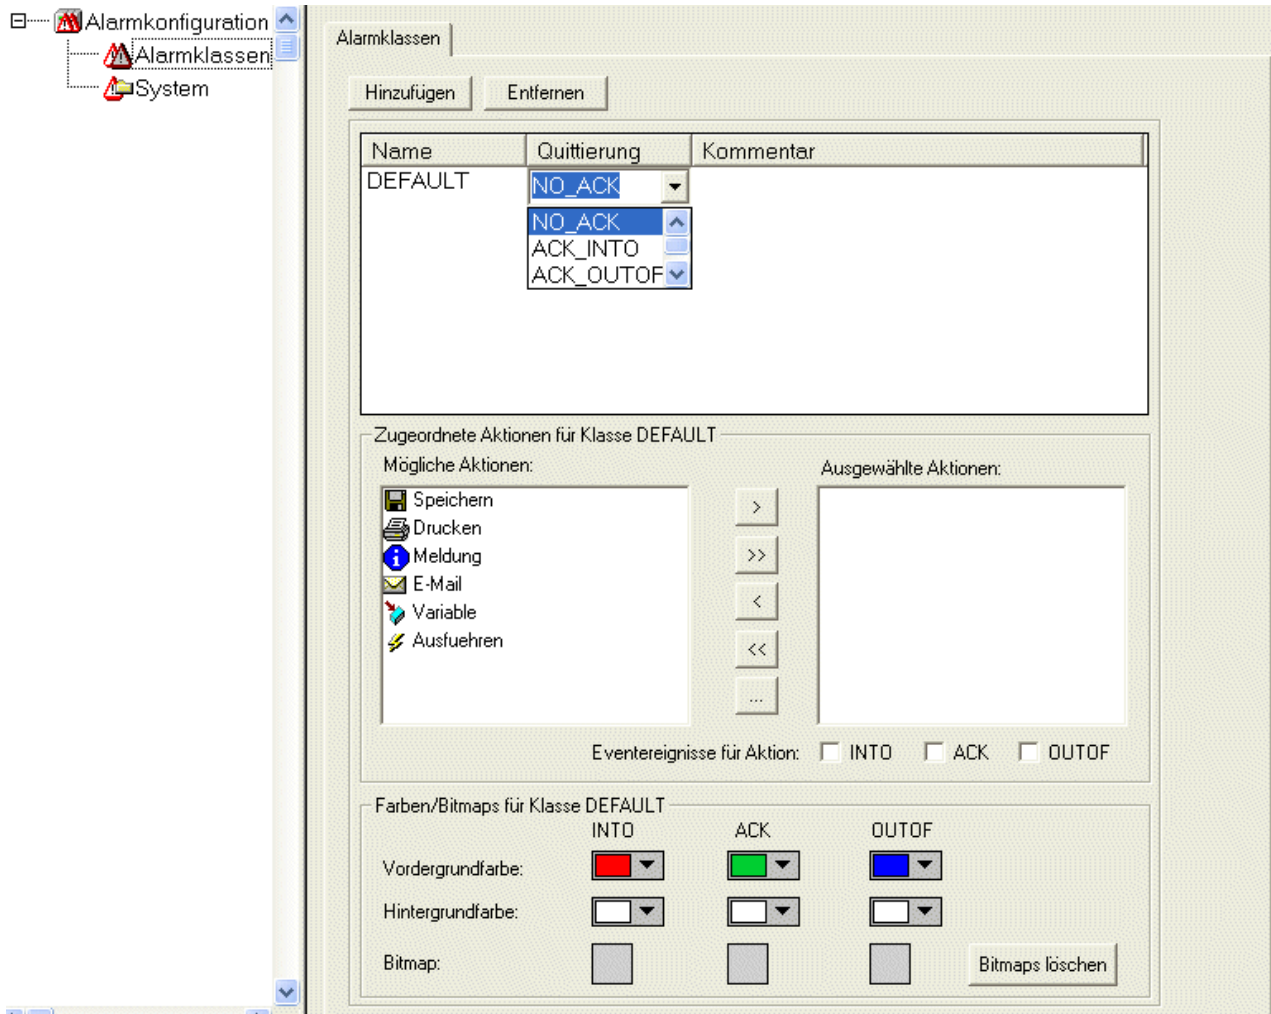 Alarmkonfiguration
Alarmklassen
System
Alarmklassen
Hinzufügen Entfernen
Name Quittierung Kommentar
DEFAULT NO_ACK
NO_ACK
ACK_INTO
ACK_OUTOF
Zugeordnete Aktionen für Klasse DEFAULT
Mögliche Aktionen: Ausgewählte Aktionen:
Speichern
Drucken
Meldung
E-Mail
Variable
Ausfuehren
>
>>
<
<<
...
Eventereignisse für Aktion: INTO ACK OUTOF
Farben/Bitmaps für Klasse DEFAULT
INTO ACK OUTOF
Vordergrundfarbe:
Hintergrundfarbe:
Bitmap: Bitmaps löschen